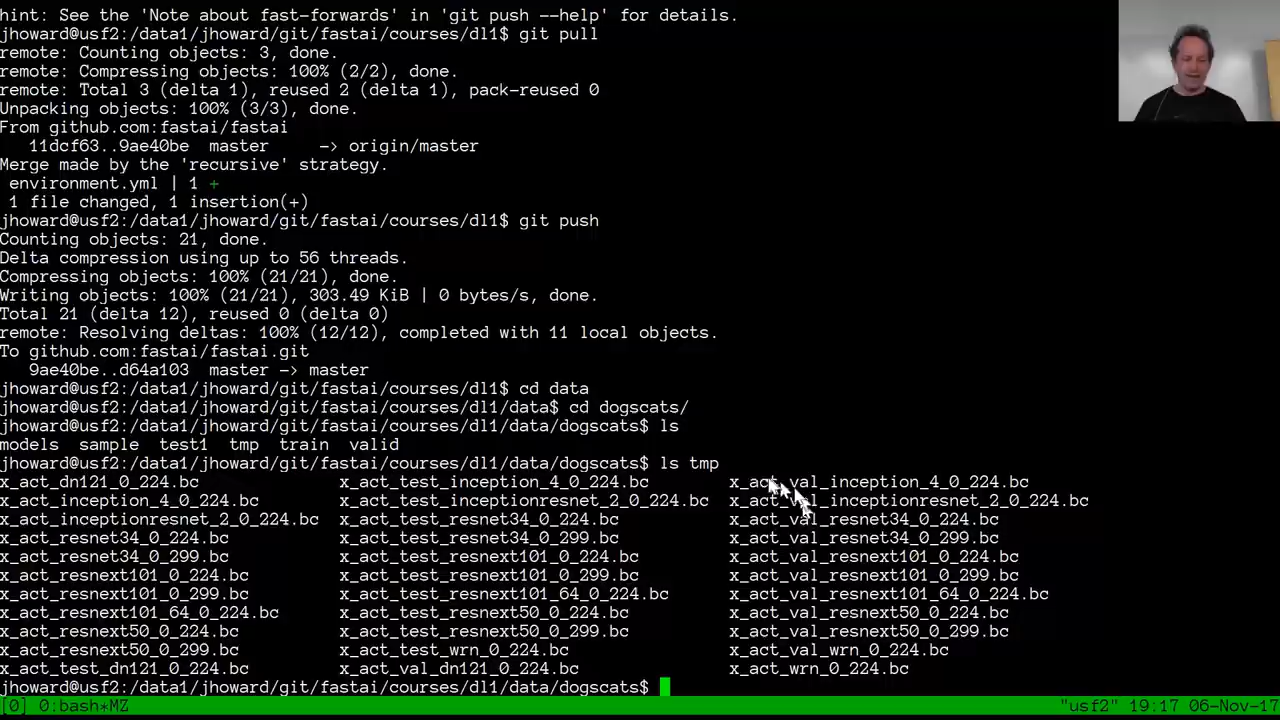 hint: See the 'Note about fast-forwards' in 'git push --help' for details.
jhoward@usf2:/data1/jhoward/git/fastai/courses/dl1$ git pull
remote: Counting objects: 3, done.
remote: Compressing objects: 100% (2/2), done.
remote: Total 3 (delta 1), reused 2 (delta 1), pack-reused 0
Unpacking objects: 100% (3/3), done.
From github.com:fastai/fastai
   11dcf63..9ae40be  master     -> origin/master
Merge made by the 'recursive' strategy.
 environment.yml | 1 +
 1 file changed, 1 insertion(+)
jhoward@usf2:/data1/jhoward/git/fastai/courses/dl1$ git push
Counting objects: 21, done.
Delta compression using up to 56 threads.
Compressing objects: 100% (21/21), done.
Writing objects: 100% (21/21), 303.49 KiB | 0 bytes/s, done.
Total 21 (delta 12), reused 0 (delta 0)
remote: Resolving deltas: 100% (12/12), completed with 11 local objects.
To github.com:fastai/fastai.git
   9ae40be..d64a103  master -> master
jhoward@usf2:/data1/jhoward/git/fastai/courses/dl1$ cd data
jhoward@usf2:/data1/jhoward/git/fastai/courses/dl1/data$ cd dogscats/
jhoward@usf2:/data1/jhoward/git/fastai/courses/dl1/data/dogscats$ ls
models  sample  test1  tmp  train  valid
jhoward@usf2:/data1/jhoward/git/fastai/courses/dl1/data/dogscats$ ls tmp
x_act_dn121_0_224.bc              x_act_test_inception_4_0_224.bc        x_act_val_inception_4_0_224.bc
x_act_inception_4_0_224.bc        x_act_test_inceptionresnet_2_0_224.bc  x_act_val_inceptionresnet_2_0_224.bc
x_act_inceptionresnet_2_0_224.bc  x_act_test_resnet34_0_224.bc           x_act_val_resnet34_0_224.bc
x_act_resnet34_0_224.bc           x_act_test_resnet34_0_299.bc           x_act_val_resnet34_0_299.bc
x_act_resnet34_0_299.bc           x_act_test_resnext101_0_224.bc         x_act_val_resnext101_0_224.bc
x_act_resnext101_0_224.bc         x_act_test_resnext101_0_299.bc         x_act_val_resnext101_0_299.bc
x_act_resnext101_0_299.bc         x_act_test_resnext101_64_0_224.bc      x_act_val_resnext101_64_0_224.bc
x_act_resnext101_64_0_224.bc      x_act_test_resnext50_0_224.bc          x_act_val_resnext50_0_224.bc
x_act_resnext50_0_224.bc          x_act_test_resnext50_0_299.bc          x_act_val_resnext50_0_299.bc
x_act_resnext50_0_299.bc          x_act_test_wrn_0_224.bc                x_act_val_wrn_0_224.bc
x_act_test_dn121_0_224.bc         x_act_val_dn121_0_224.bc               x_act_wrn_0_224.bc
jhoward@usf2:/data1/jhoward/git/fastai/courses/dl1/data/dogscats$
[0] 0:bash*MZ "usf2" 19:17 06-Nov-17